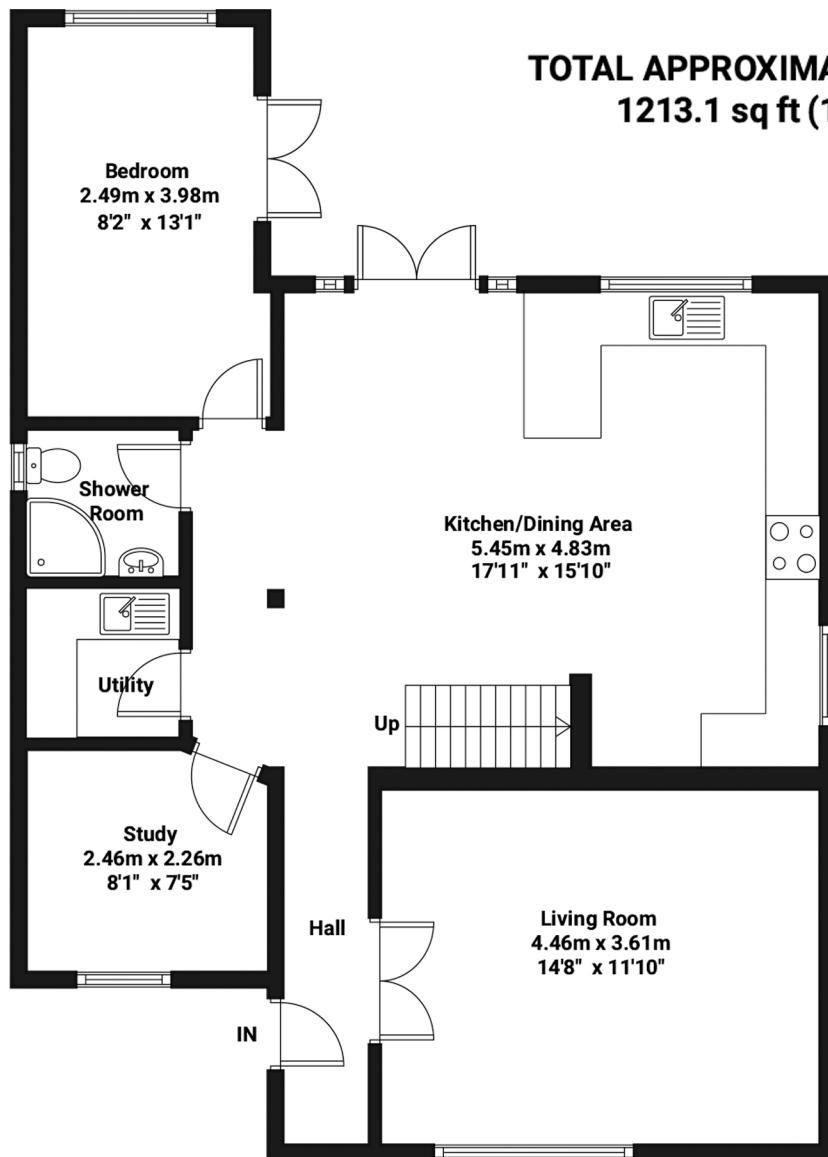 TOTAL APPROXIMA
1213.1 sq ft (1
Bedroom
2.49m x 3.98m
8'2" x 13'1"
Shower
Room
Kitchen/Dining Area
5.45m x 4.83m
17'11" x 15'10"
Utility
Up
Study
2.46m x 2.26m
8'1" x 7'5"
Hall
Living Room
4.46m x 3.61m
14'8" x 11'10"
IN